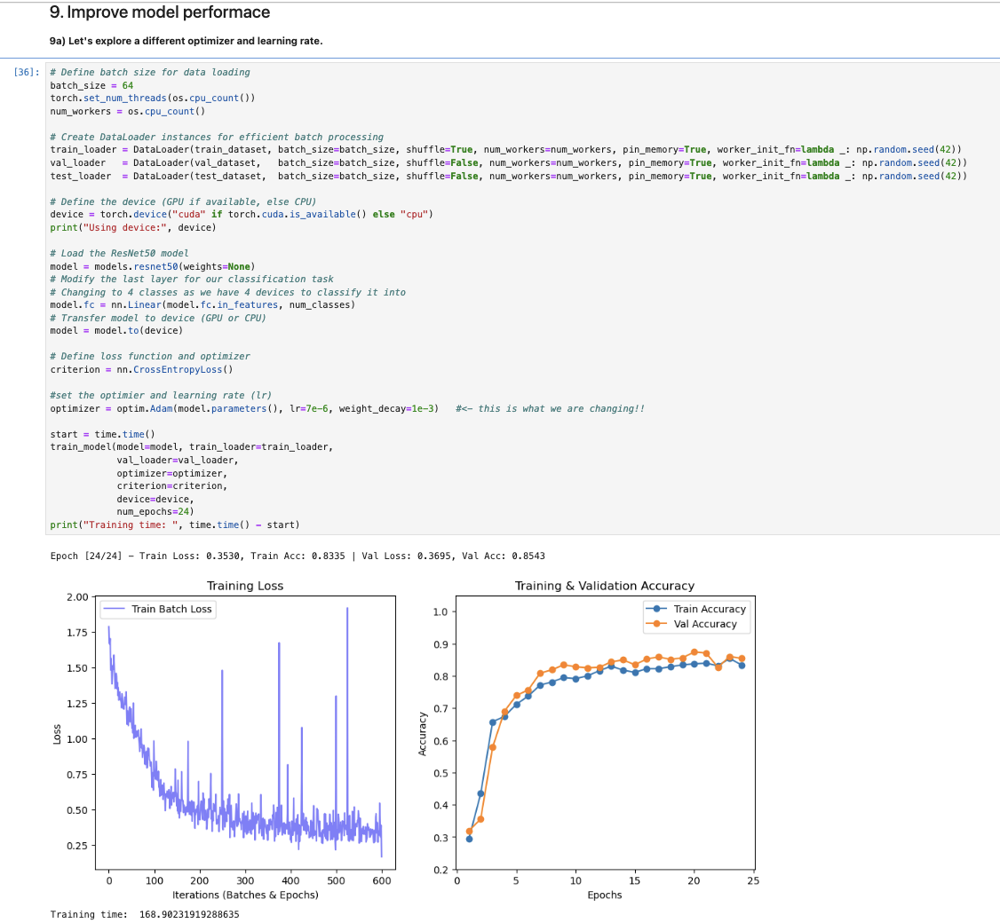 9. Improve model performace
9a) Let's explore a different optimizer and learning rate.
[36]:
# Define batch size for data loading
batch_size = 64
torch.set_num_threads(os.cpu_count())
num_workers = os.cpu_count()
# Create DataLoader instances for efficient batch processing
train_loader = DataLoader(train_dataset, batch_size=batch_size, shuffle=True, num_workers=num_workers, pin_memory=True, worker_init_fn=lambda _: np.random.seed(42))
val_loader   = DataLoader(val_dataset,   batch_size=batch_size, shuffle=False, num_workers=num_workers, pin_memory=True, worker_init_fn=lambda _: np.random.seed(42))
test_loader  = DataLoader(test_dataset,  batch_size=batch_size, shuffle=False, num_workers=num_workers, pin_memory=True, worker_init_fn=lambda _: np.random.seed(42))
# Define the device (GPU if available, else CPU)
device = torch.device("cuda" if torch.cuda.is_available() else "cpu")
print("Using device:", device)
# Load the ResNet50 model
model = models.resnet50(weights=None)
# Modify the last layer for our classification task
# Changing to 4 classes as we have 4 devices to classify it into
model.fc = nn.Linear(model.fc.in_features, num_classes)
# Transfer model to device (GPU or CPU)
model = model.to(device)
# Define loss function and optimizer
criterion = nn.CrossEntropyLoss()
#set the optimier and learning rate (lr)
optimizer = optim.Adam(model.parameters(), lr=7e-6, weight_decay=1e-3)   #<- this is what we are changing!!
start = time.time()
train_model(model=model, train_loader=train_loader,
            val_loader=val_loader,
            optimizer=optimizer,
            criterion=criterion,
            device=device,
            num_epochs=24)
print("Training time: ", time.time() - start)
Epoch [24/24] - Train Loss: 0.3530, Train Acc: 0.8335 | Val Loss: 0.3695, Val Acc: 0.8543
Training Loss
Train Batch Loss
2.00
1.75
1.50
1.25
1.00
0.75
0.50
0.25
Loss
0 100 200 300 400 500 600
Iterations (Batches & Epochs)
Training & Validation Accuracy
Train Accuracy
Val Accuracy
1.0
0.9
0.8
0.7
0.6
0.5
0.4
0.3
0.2
Accuracy
0 5 10 15 20 25
Epochs
Training time:  168.90231919288635